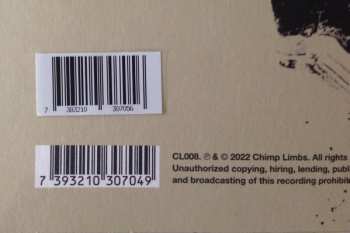 7 393210 307056
7 393210 307049
CL008. ℗ & © 2022 Chimp Limbs. All rights
Unauthorized copying, hiring, lending, publ
and broadcasting of this recording prohibit